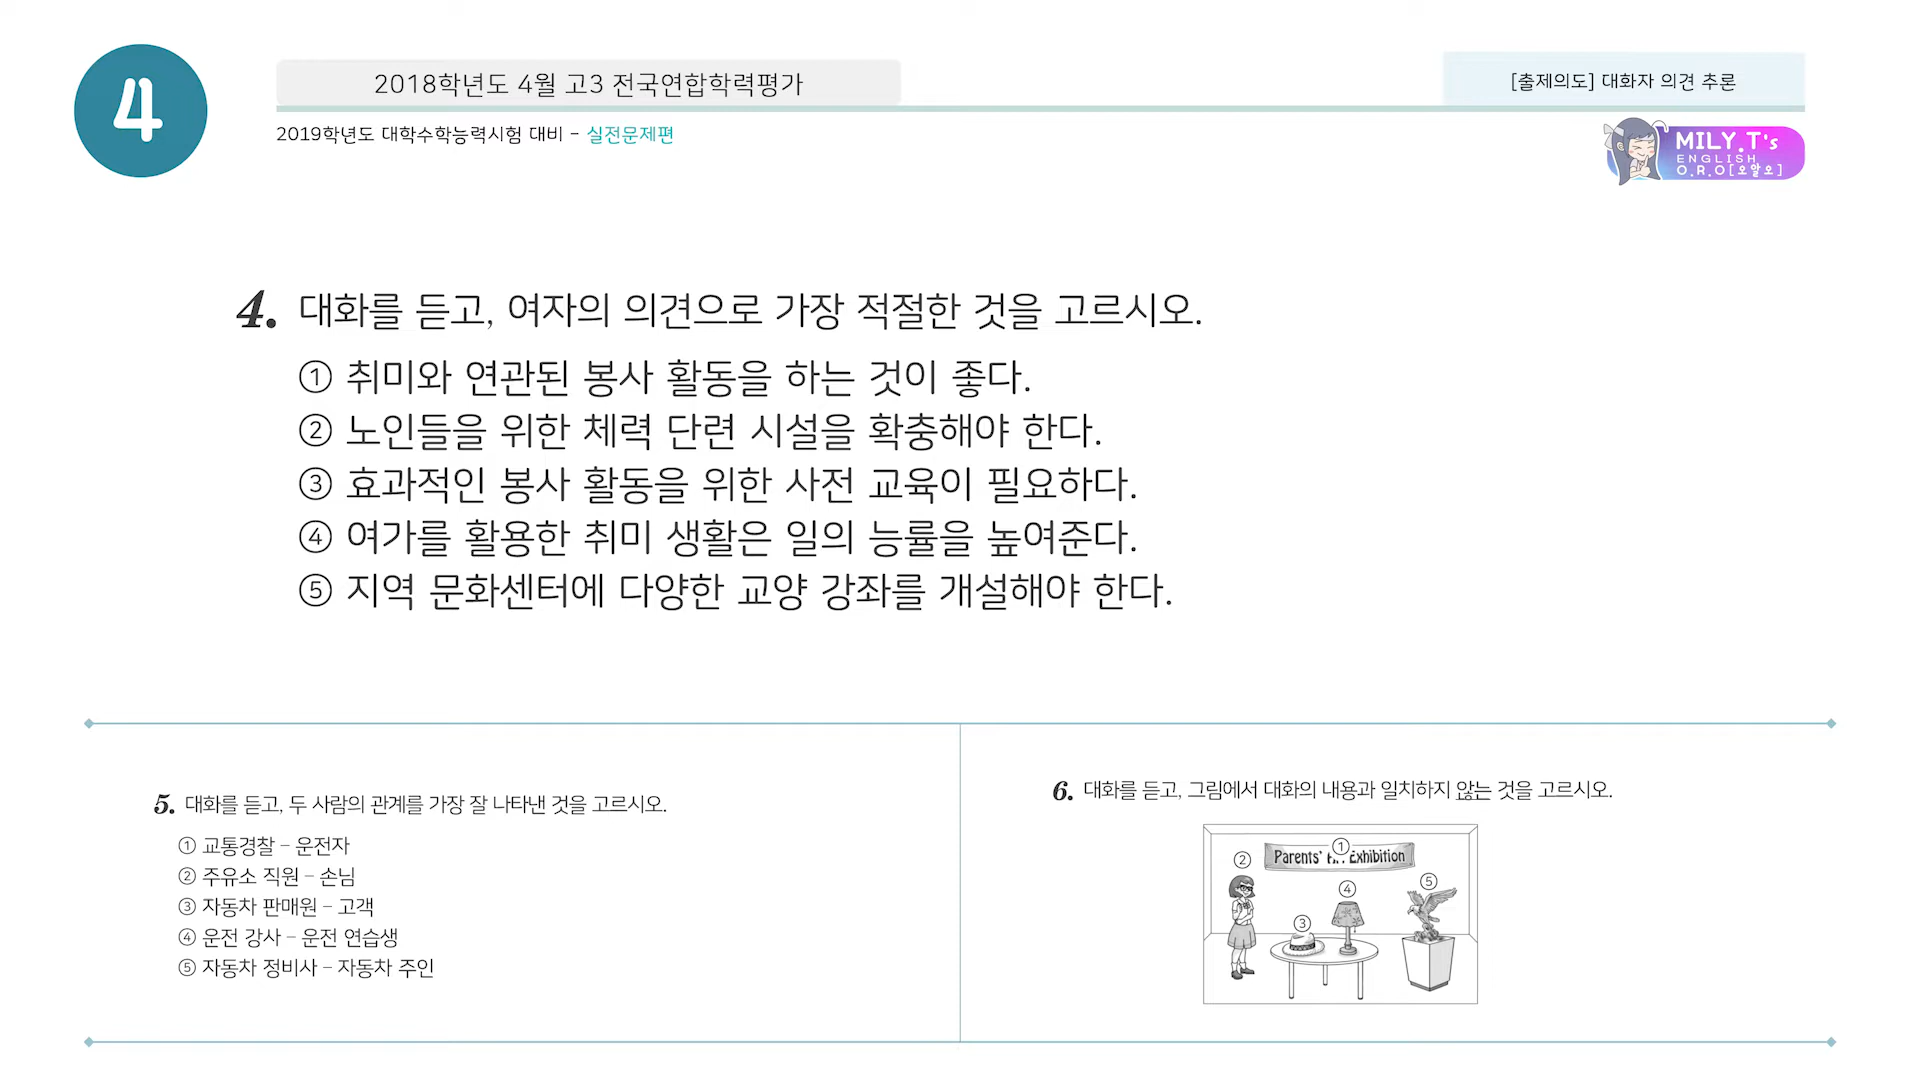 4
2018학년도 4월 고3 전국연합학력평가
[출제의도] 대화자 의견 추론
2019학년도 대학수학능력시험 대비 - 실전문제편
MILY.T's
ENGLISH
O.R.O[오알오]
4. 대화를 듣고, 여자의 의견으로 가장 적절한 것을 고르시오.
① 취미와 연관된 봉사 활동을 하는 것이 좋다.
② 노인들을 위한 체력 단련 시설을 확충해야 한다.
③ 효과적인 봉사 활동을 위한 사전 교육이 필요하다.
④ 여가를 활용한 취미 생활은 일의 능률을 높여준다.
⑤ 지역 문화센터에 다양한 교양 강좌를 개설해야 한다.
5. 대화를 듣고, 두 사람의 관계를 가장 잘 나타낸 것을 고르시오.
① 교통경찰 – 운전자
② 주유소 직원 – 손님
③ 자동차 판매원 – 고객
④ 운전 강사 – 운전 연습생
⑤ 자동차 정비사 – 자동차 주인
6. 대화를 듣고, 그림에서 대화의 내용과 일치하지 않는 것을 고르시오.
①
Parents' Exhibition
②
③
④
⑤